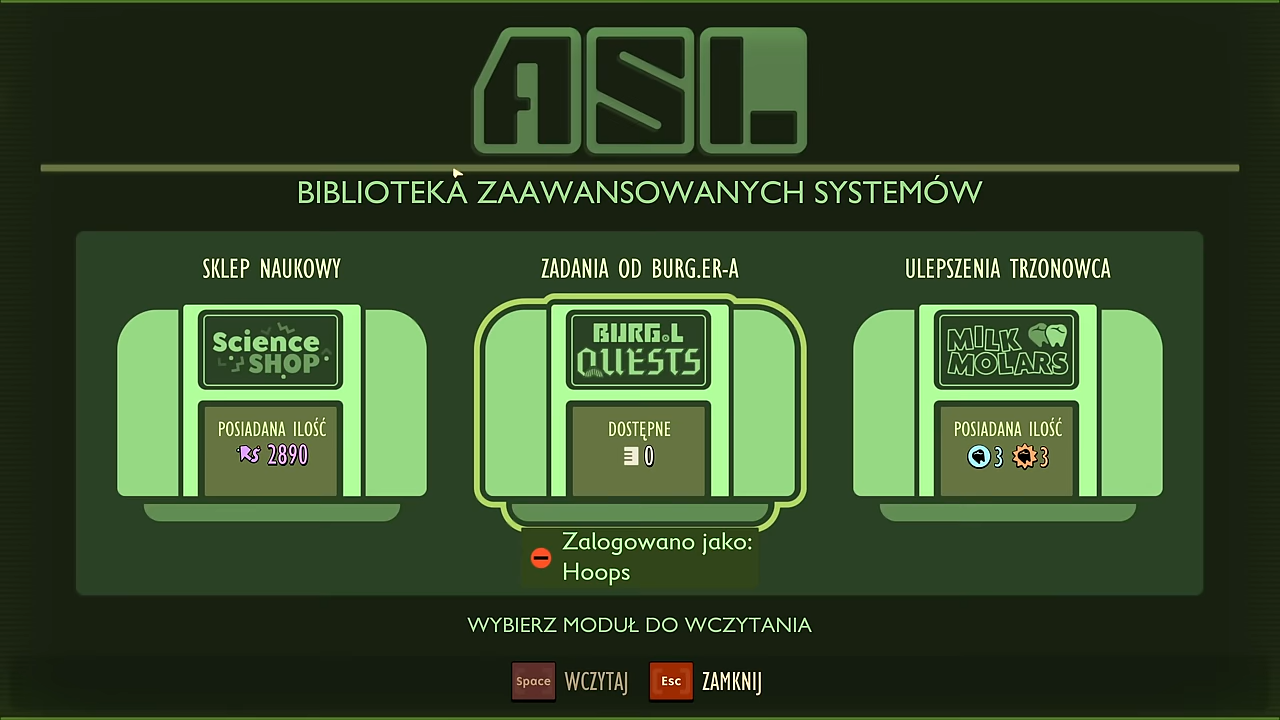 ASL
BIBLIOTEKA ZAAWANSOWANYCH SYSTEMÓW
SKLEP NAUKOWY
Science
SHOP
POSIADANA ILOŚĆ
2890
ZADANIA OD BURG.ER-A
BURG.L
QUESTS
DOSTĘPNE
0
ULEPSZENIA TRZONOWCA
MILK
MOLARS
POSIADANA ILOŚĆ
3 3
Zalogowano jako:
Hoops
WYBIERZ MODUŁ DO WCZYTANIA
Space WCZYTAJ Esc ZAMKNIJ